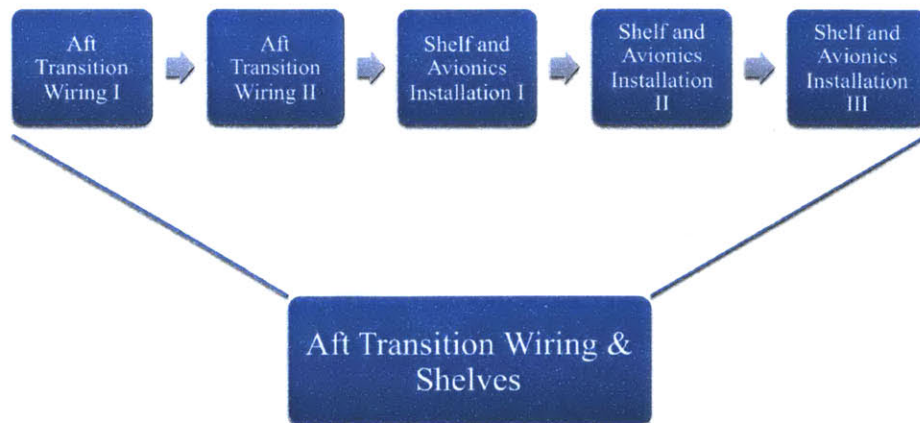 Aft
Transition
Wiring I
Aft
Transition
Wiring II
Shelf and
Avionics
Installation I
Shelf and
Avionics
Installation
II
Shelf and
Avionics
Installation
III
Aft Transition Wiring &
Shelves